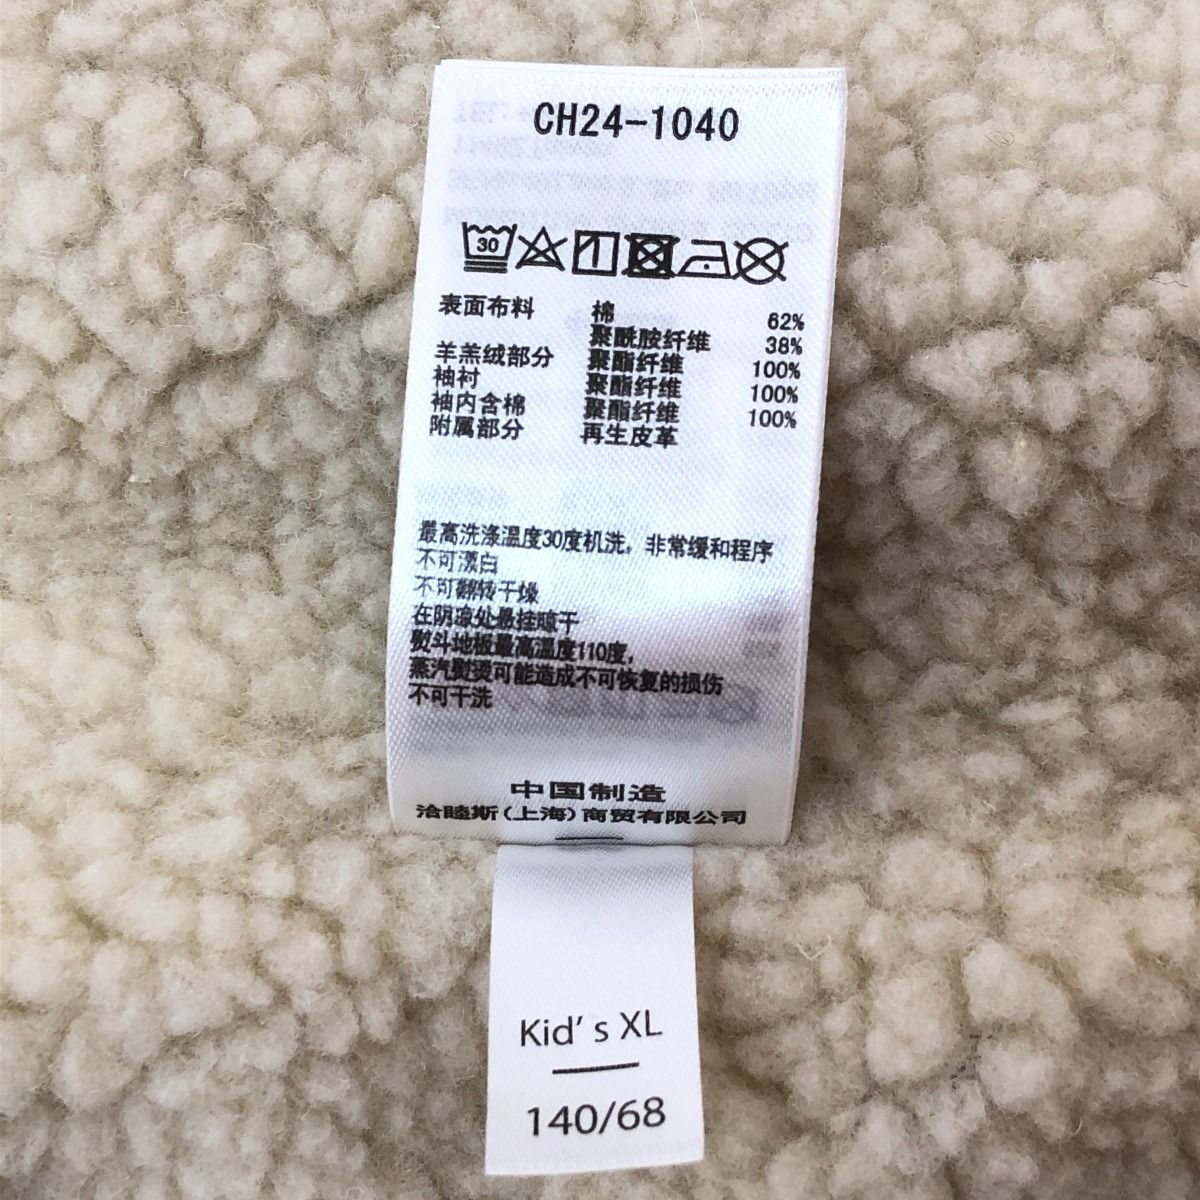 CH24-1040
30
表面布料 棉 62%
聚酰胺纤维 38%
羊羔绒部分 聚酯纤维 100%
袖衬 聚酯纤维 100%
袖内含棉 聚酯纤维 100%
附属部分 再生皮革
最高洗涤温度30度机洗，非常缓和程序
不可漂白
不可翻转干燥
在阴凉处悬挂晾干
熨斗地板最高温度110度，
蒸汽熨烫可能造成不可恢复的损伤
不可干洗
中国制造
洽睦斯(上海)商贸有限公司
Kid's XL
140/68